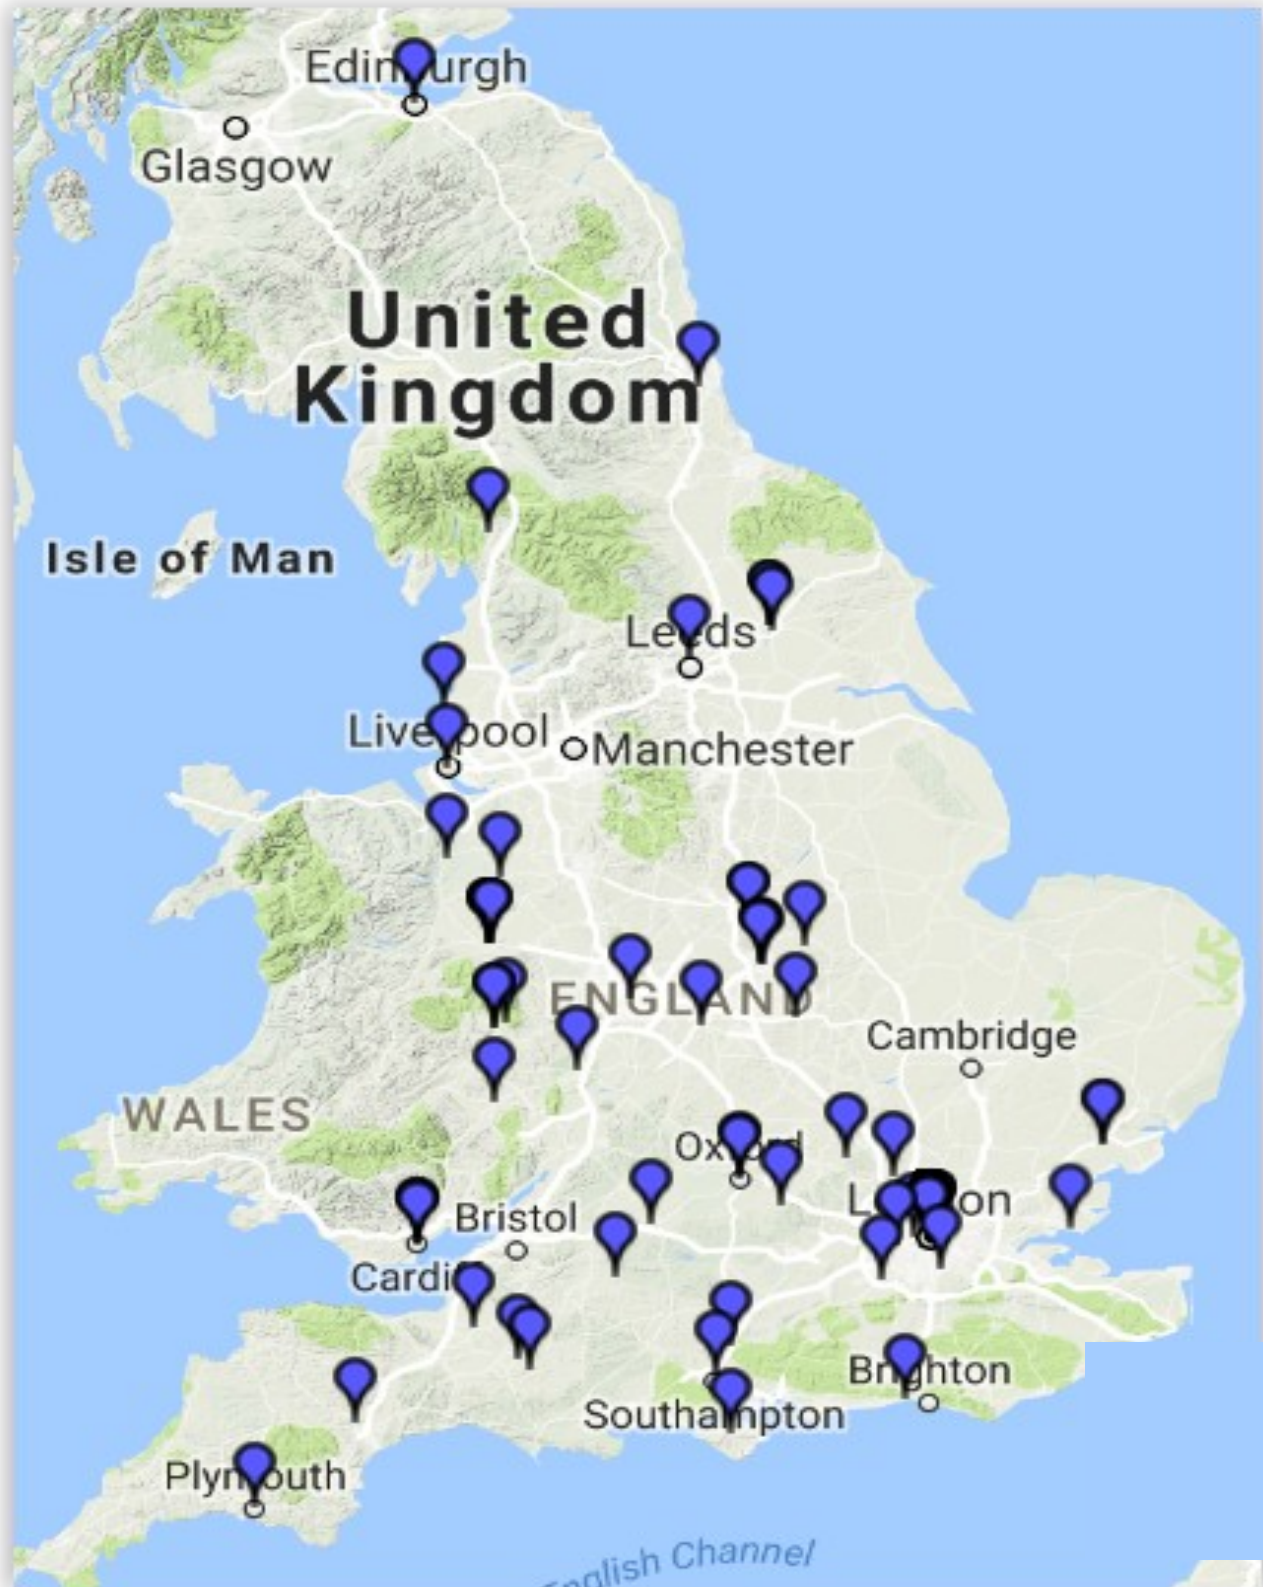 Edinburgh
Glasgow
United
Kingdom
Isle of Man
Leeds
Liverpool
Manchester
ENGLAND
Cambridge
WALES
Oxford
London
Bristol
Cardiff
Brighton
Southampton
Plymouth
English Channel